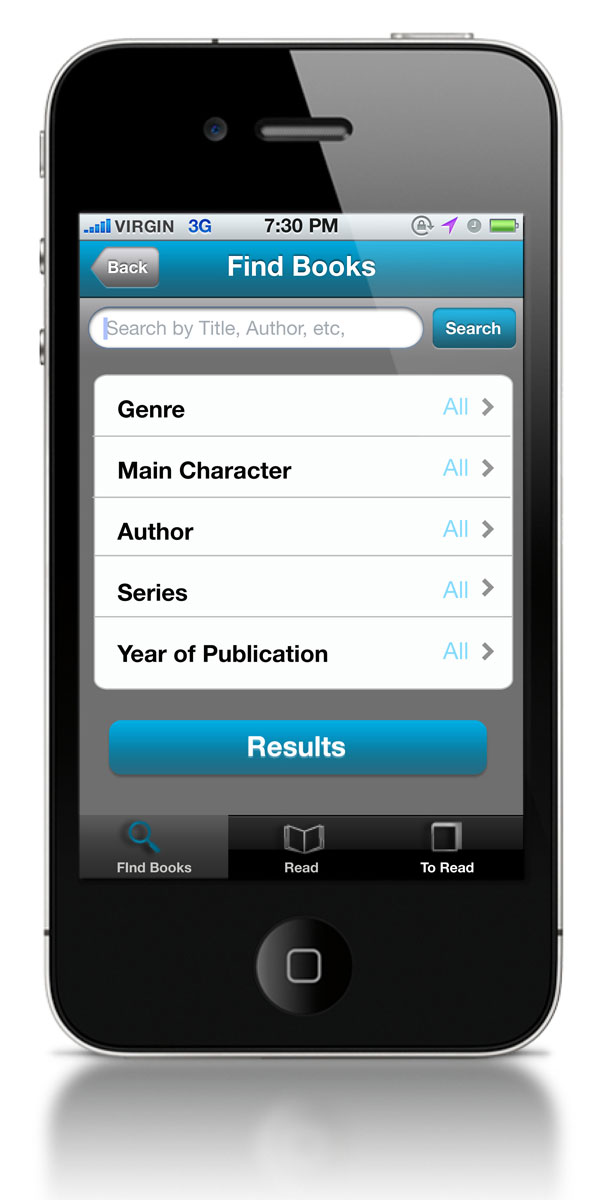 VIRGIN 3G 7:30 PM
Back Find Books
Search by Title, Author, etc,
Search
Genre All
Main Character All
Author All
Series All
Year of Publication All
Results
FInd Books Read To Read